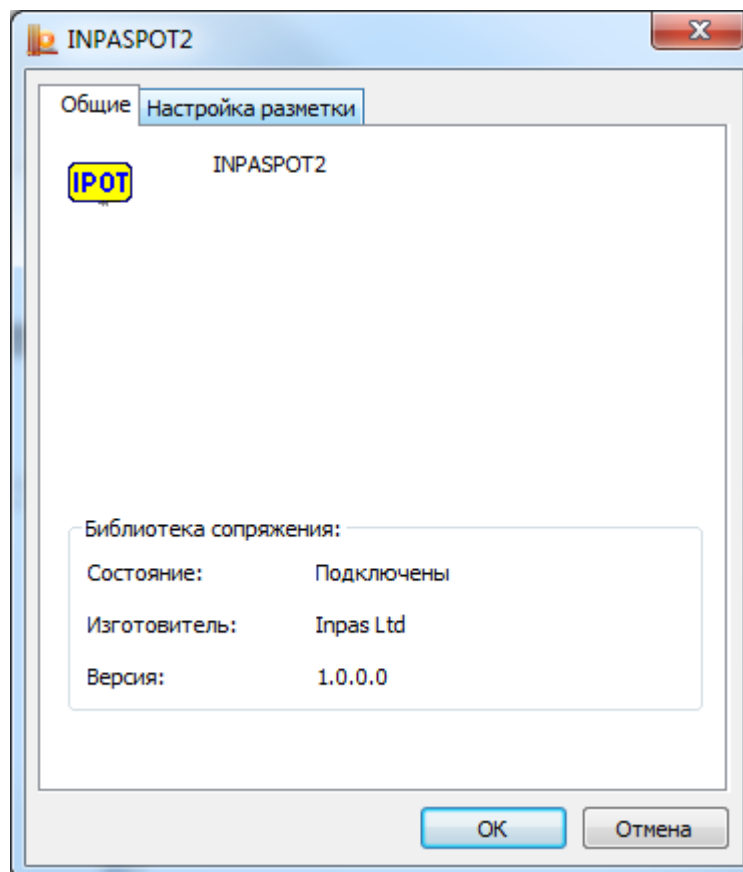 INPASPOT2
Общие Настройка разметки
IPOT INPASPOT2
Библиотека сопряжения:
Состояние: Подключены
Изготовитель: Inpas Ltd
Версия: 1.0.0.0
OK Отмена